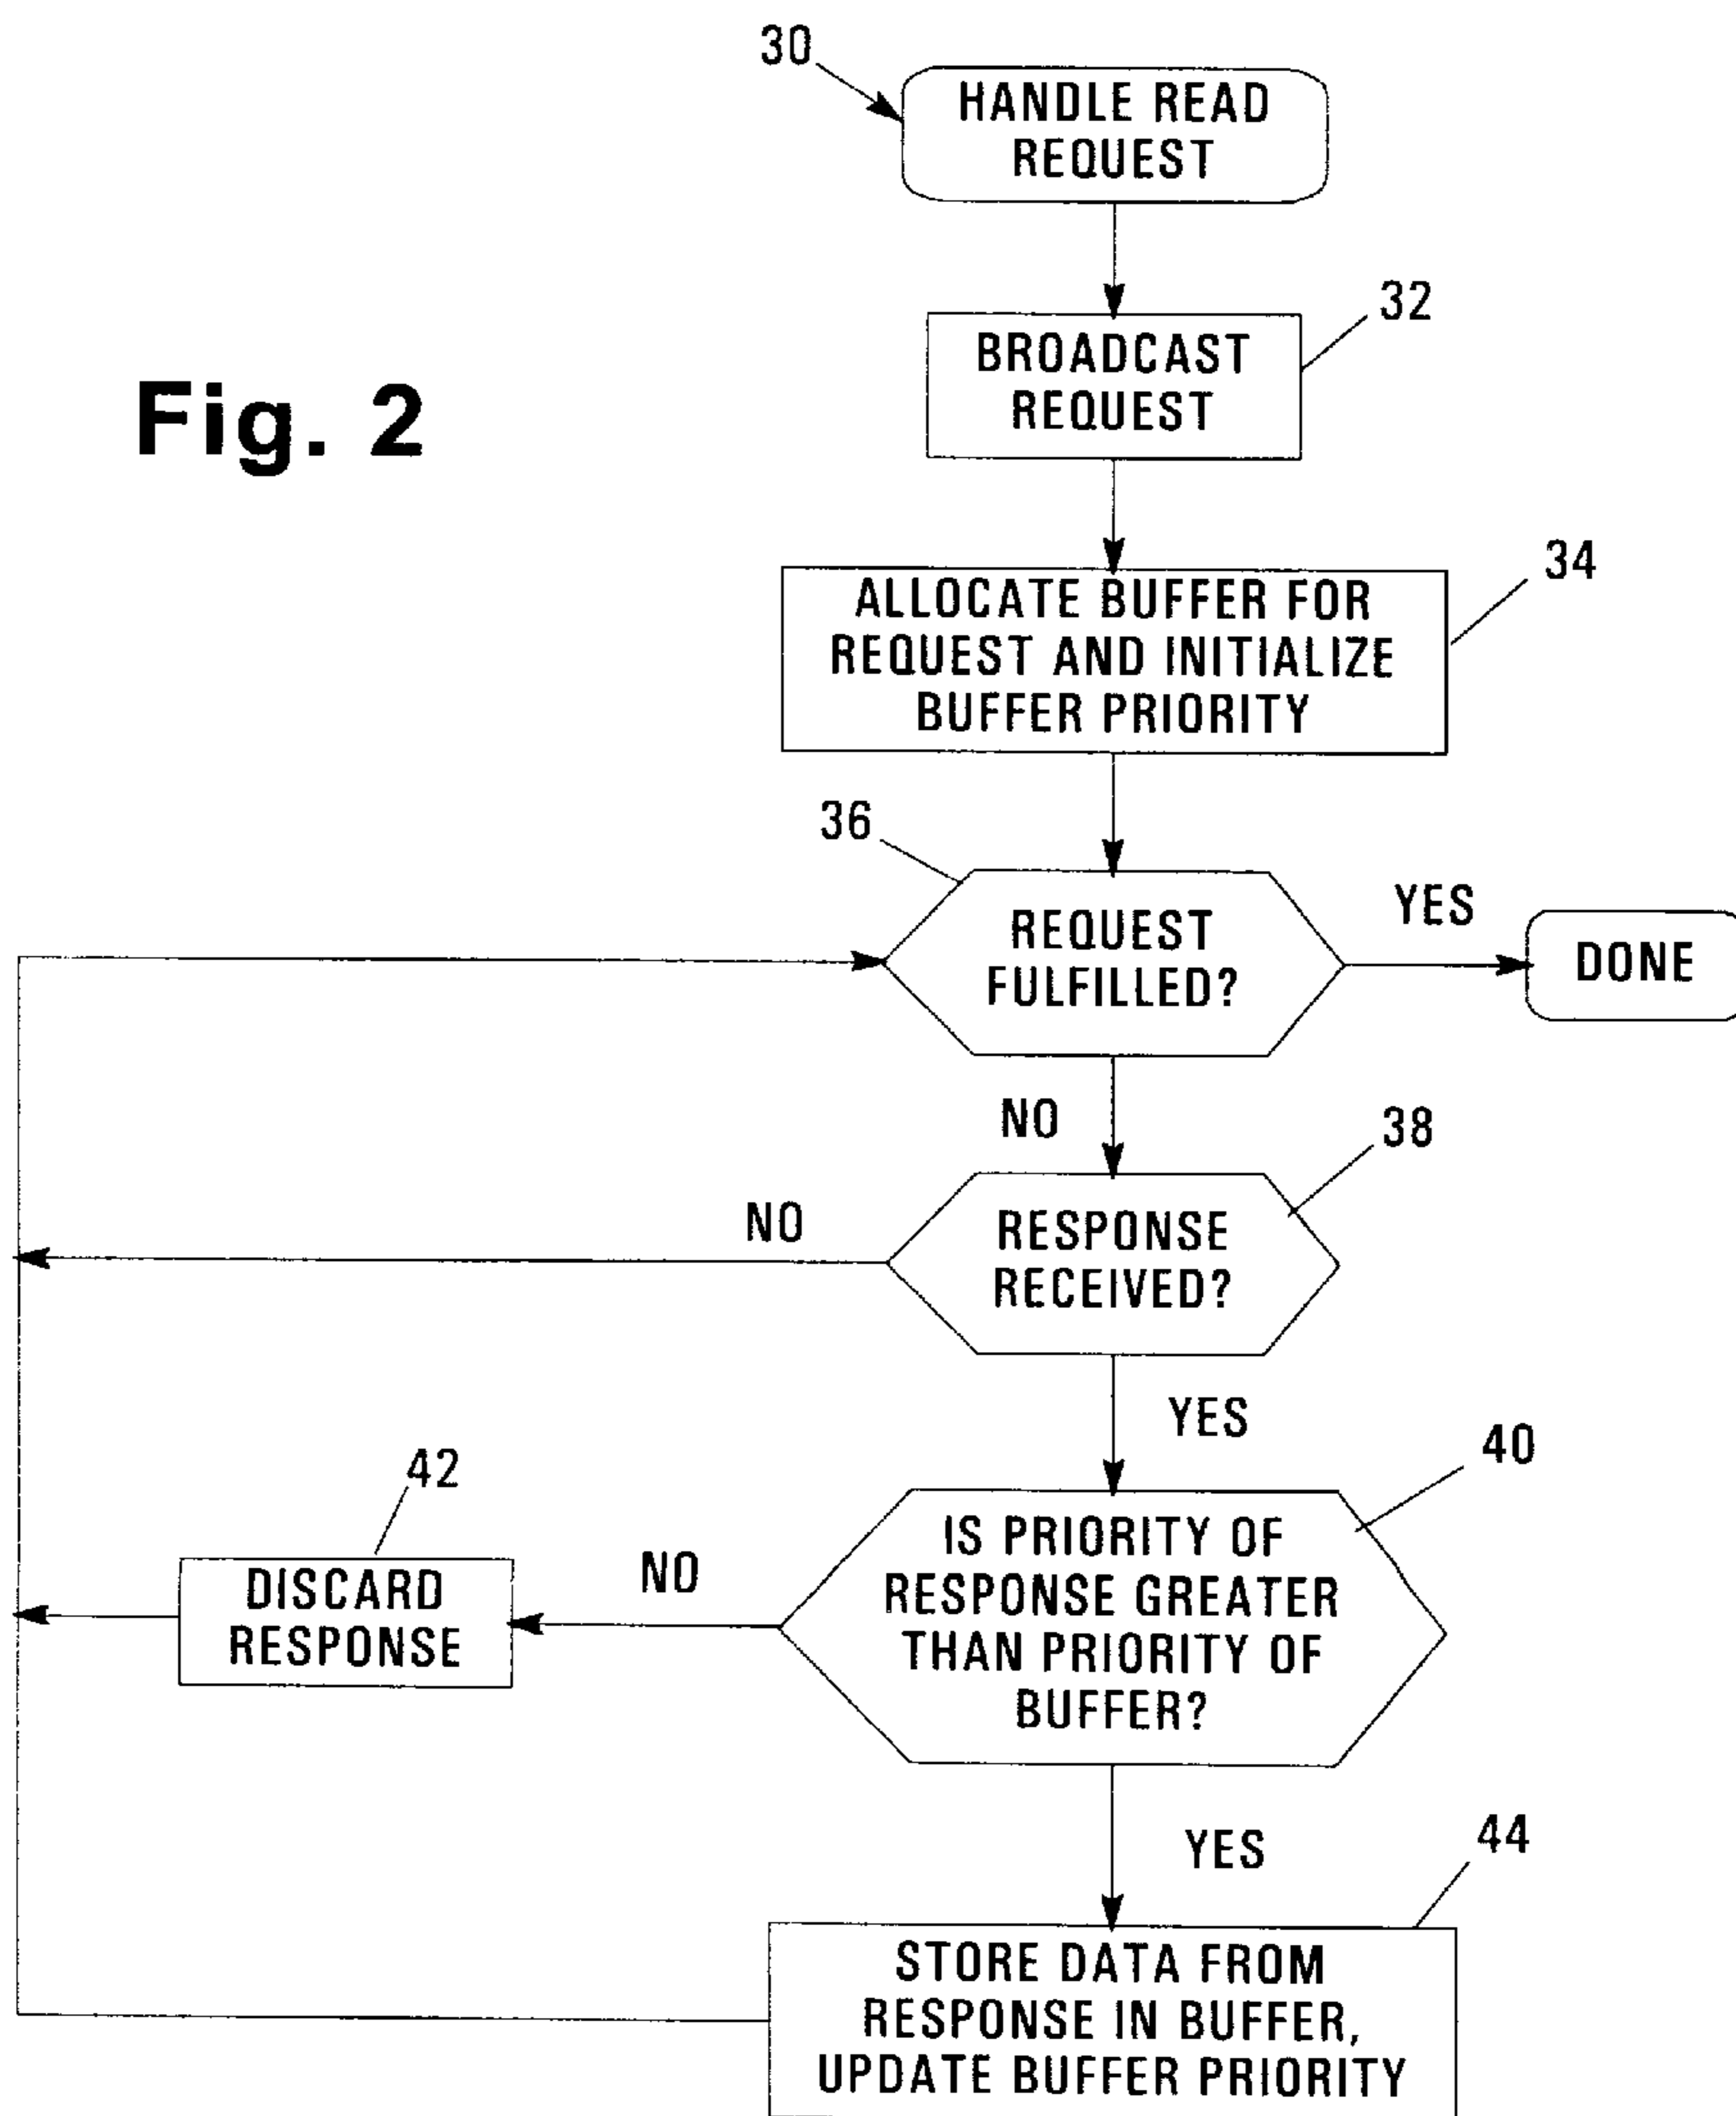 30
HANDLE READ
REQUEST
32
BROADCAST
REQUEST
Fig. 2
34
ALLOCATE BUFFER FOR
REQUEST AND INITIALIZE
BUFFER PRIORITY
36
REQUEST
FULFILLED?
YES
DONE
NO
38
RESPONSE
RECEIVED?
NO
YES
40
IS PRIORITY OF
RESPONSE GREATER
THAN PRIORITY OF
BUFFER?
NO
42
DISCARD
RESPONSE
YES
44
STORE DATA FROM
RESPONSE IN BUFFER,
UPDATE BUFFER PRIORITY